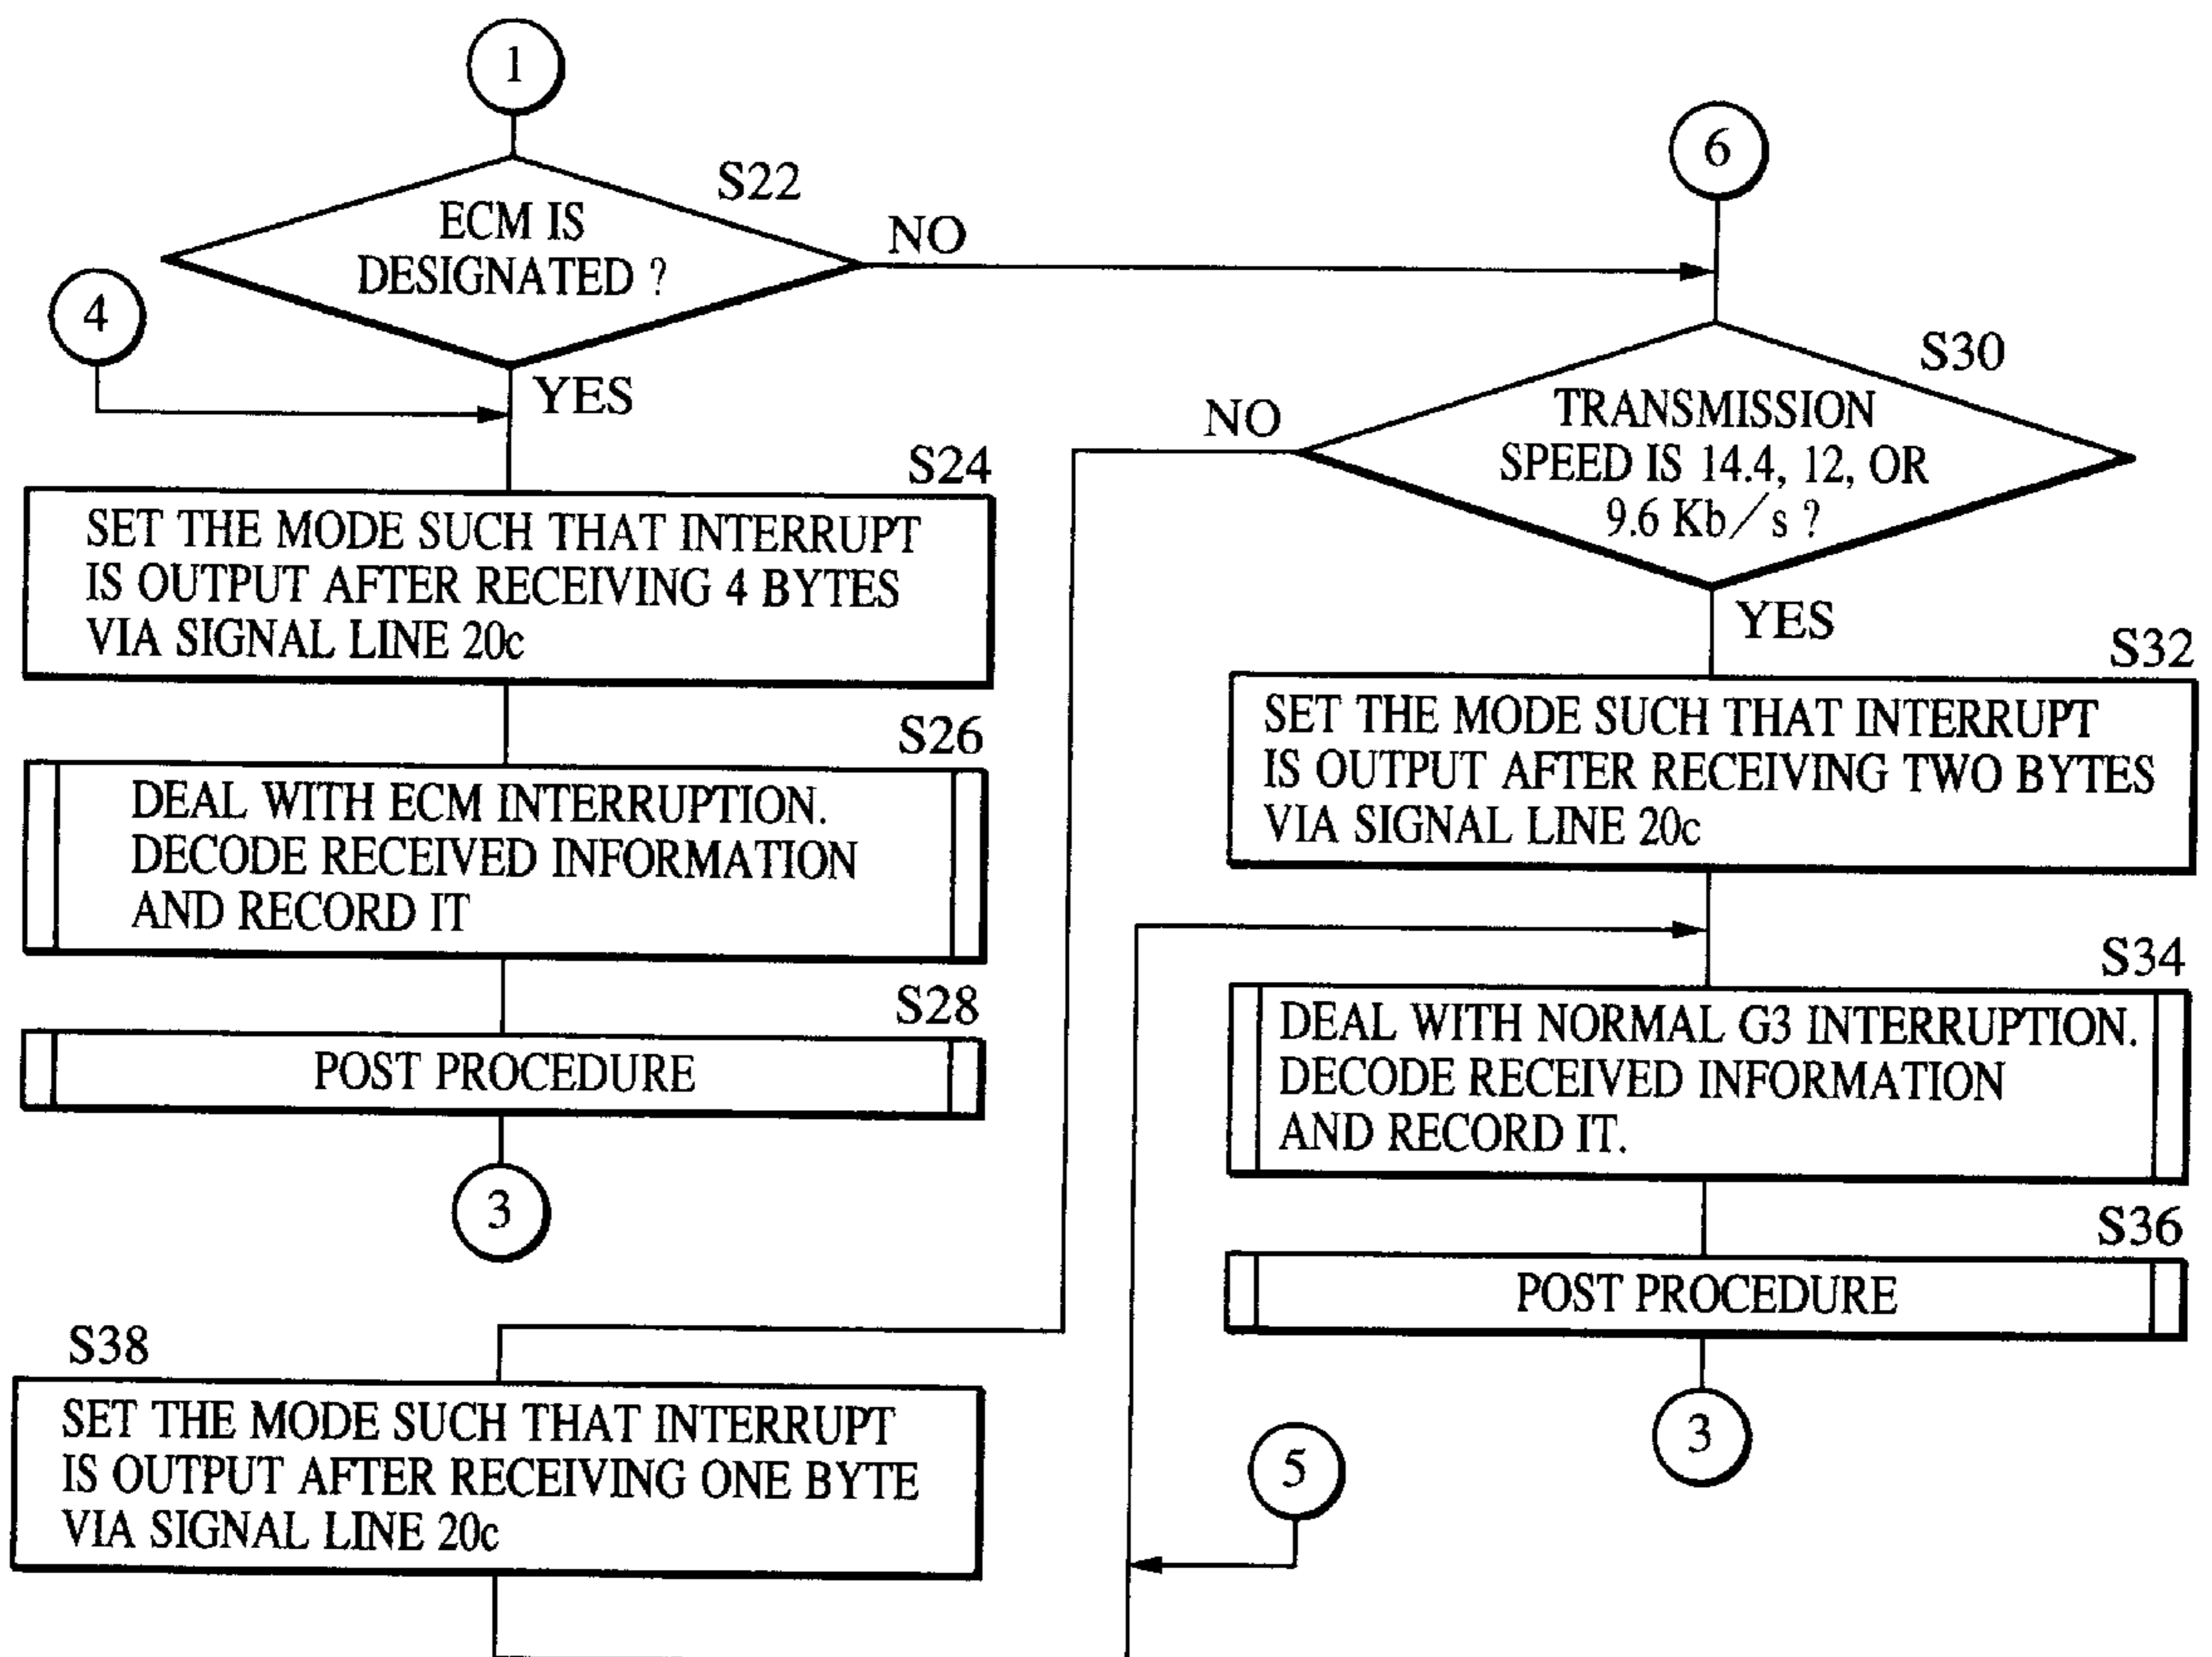 1
S22
ECM IS
DESIGNATED ?
NO
YES
4
S24
SET THE MODE SUCH THAT INTERRUPT
IS OUTPUT AFTER RECEIVING 4 BYTES
VIA SIGNAL LINE 20c
S26
DEAL WITH ECM INTERRUPTION.
DECODE RECEIVED INFORMATION
AND RECORD IT
S28
POST PROCEDURE
3
6
S30
TRANSMISSION
SPEED IS 14.4, 12, OR
9.6 Kb/s ?
NO
YES
S32
SET THE MODE SUCH THAT INTERRUPT
IS OUTPUT AFTER RECEIVING TWO BYTES
VIA SIGNAL LINE 20c
S34
DEAL WITH NORMAL G3 INTERRUPTION.
DECODE RECEIVED INFORMATION
AND RECORD IT.
S36
POST PROCEDURE
3
S38
SET THE MODE SUCH THAT INTERRUPT
IS OUTPUT AFTER RECEIVING ONE BYTE
VIA SIGNAL LINE 20c
5